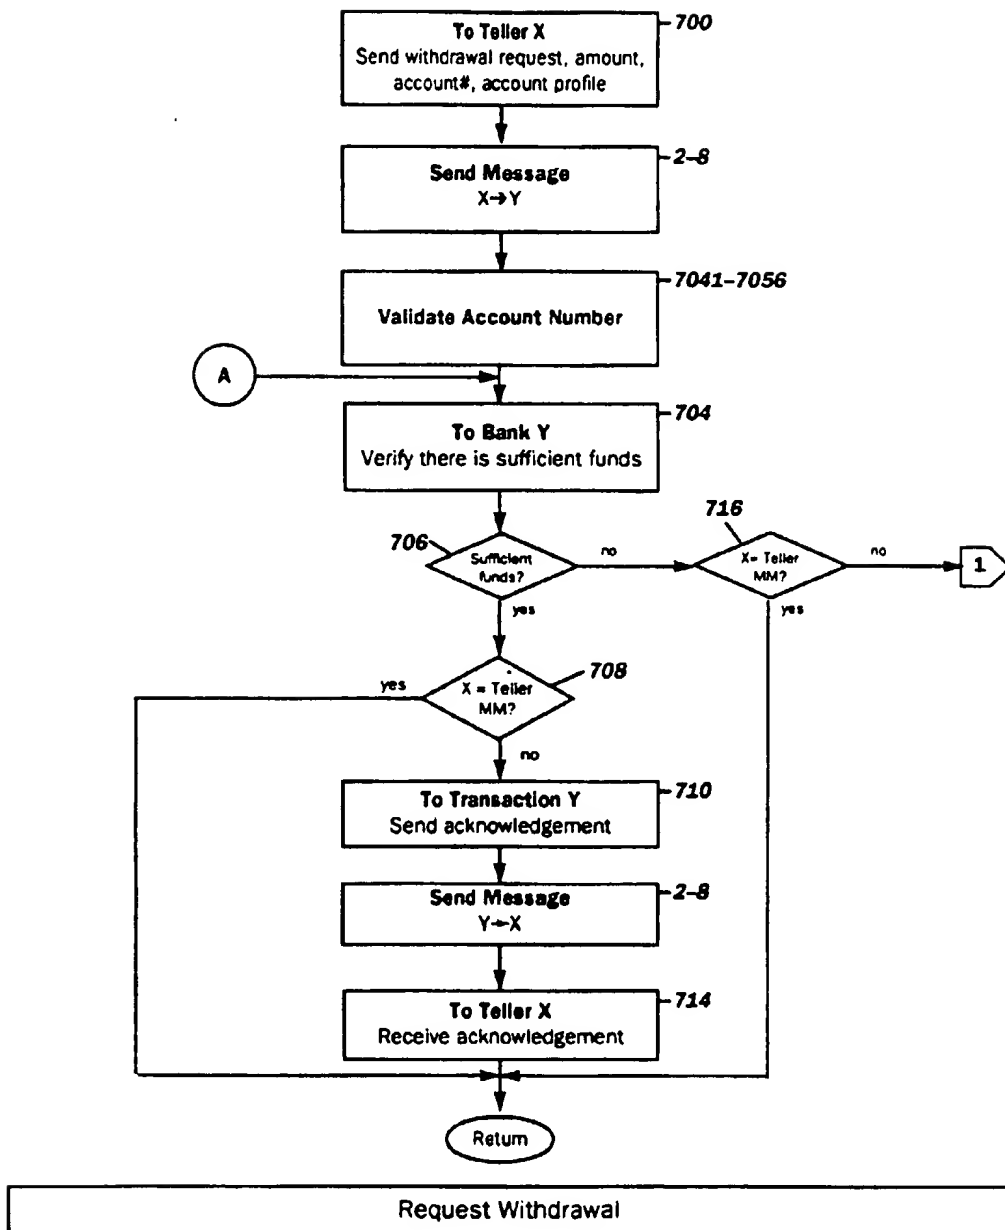 To Teller X
Send withdrawal request, amount,
account#, account profile
700
Send Message
X→Y
2-8
Validate Account Number
7041-7056
A
To Bank Y
Verify there is sufficient funds
704
706
Sufficient
funds?
no
716
X= Teller
MM?
no
1
yes
yes
X = Teller
MM?
708
yes
no
To Transaction Y
Send acknowledgement
710
Send Message
Y→X
2-8
To Teller X
Receive acknowledgement
714
Return
Request Withdrawal